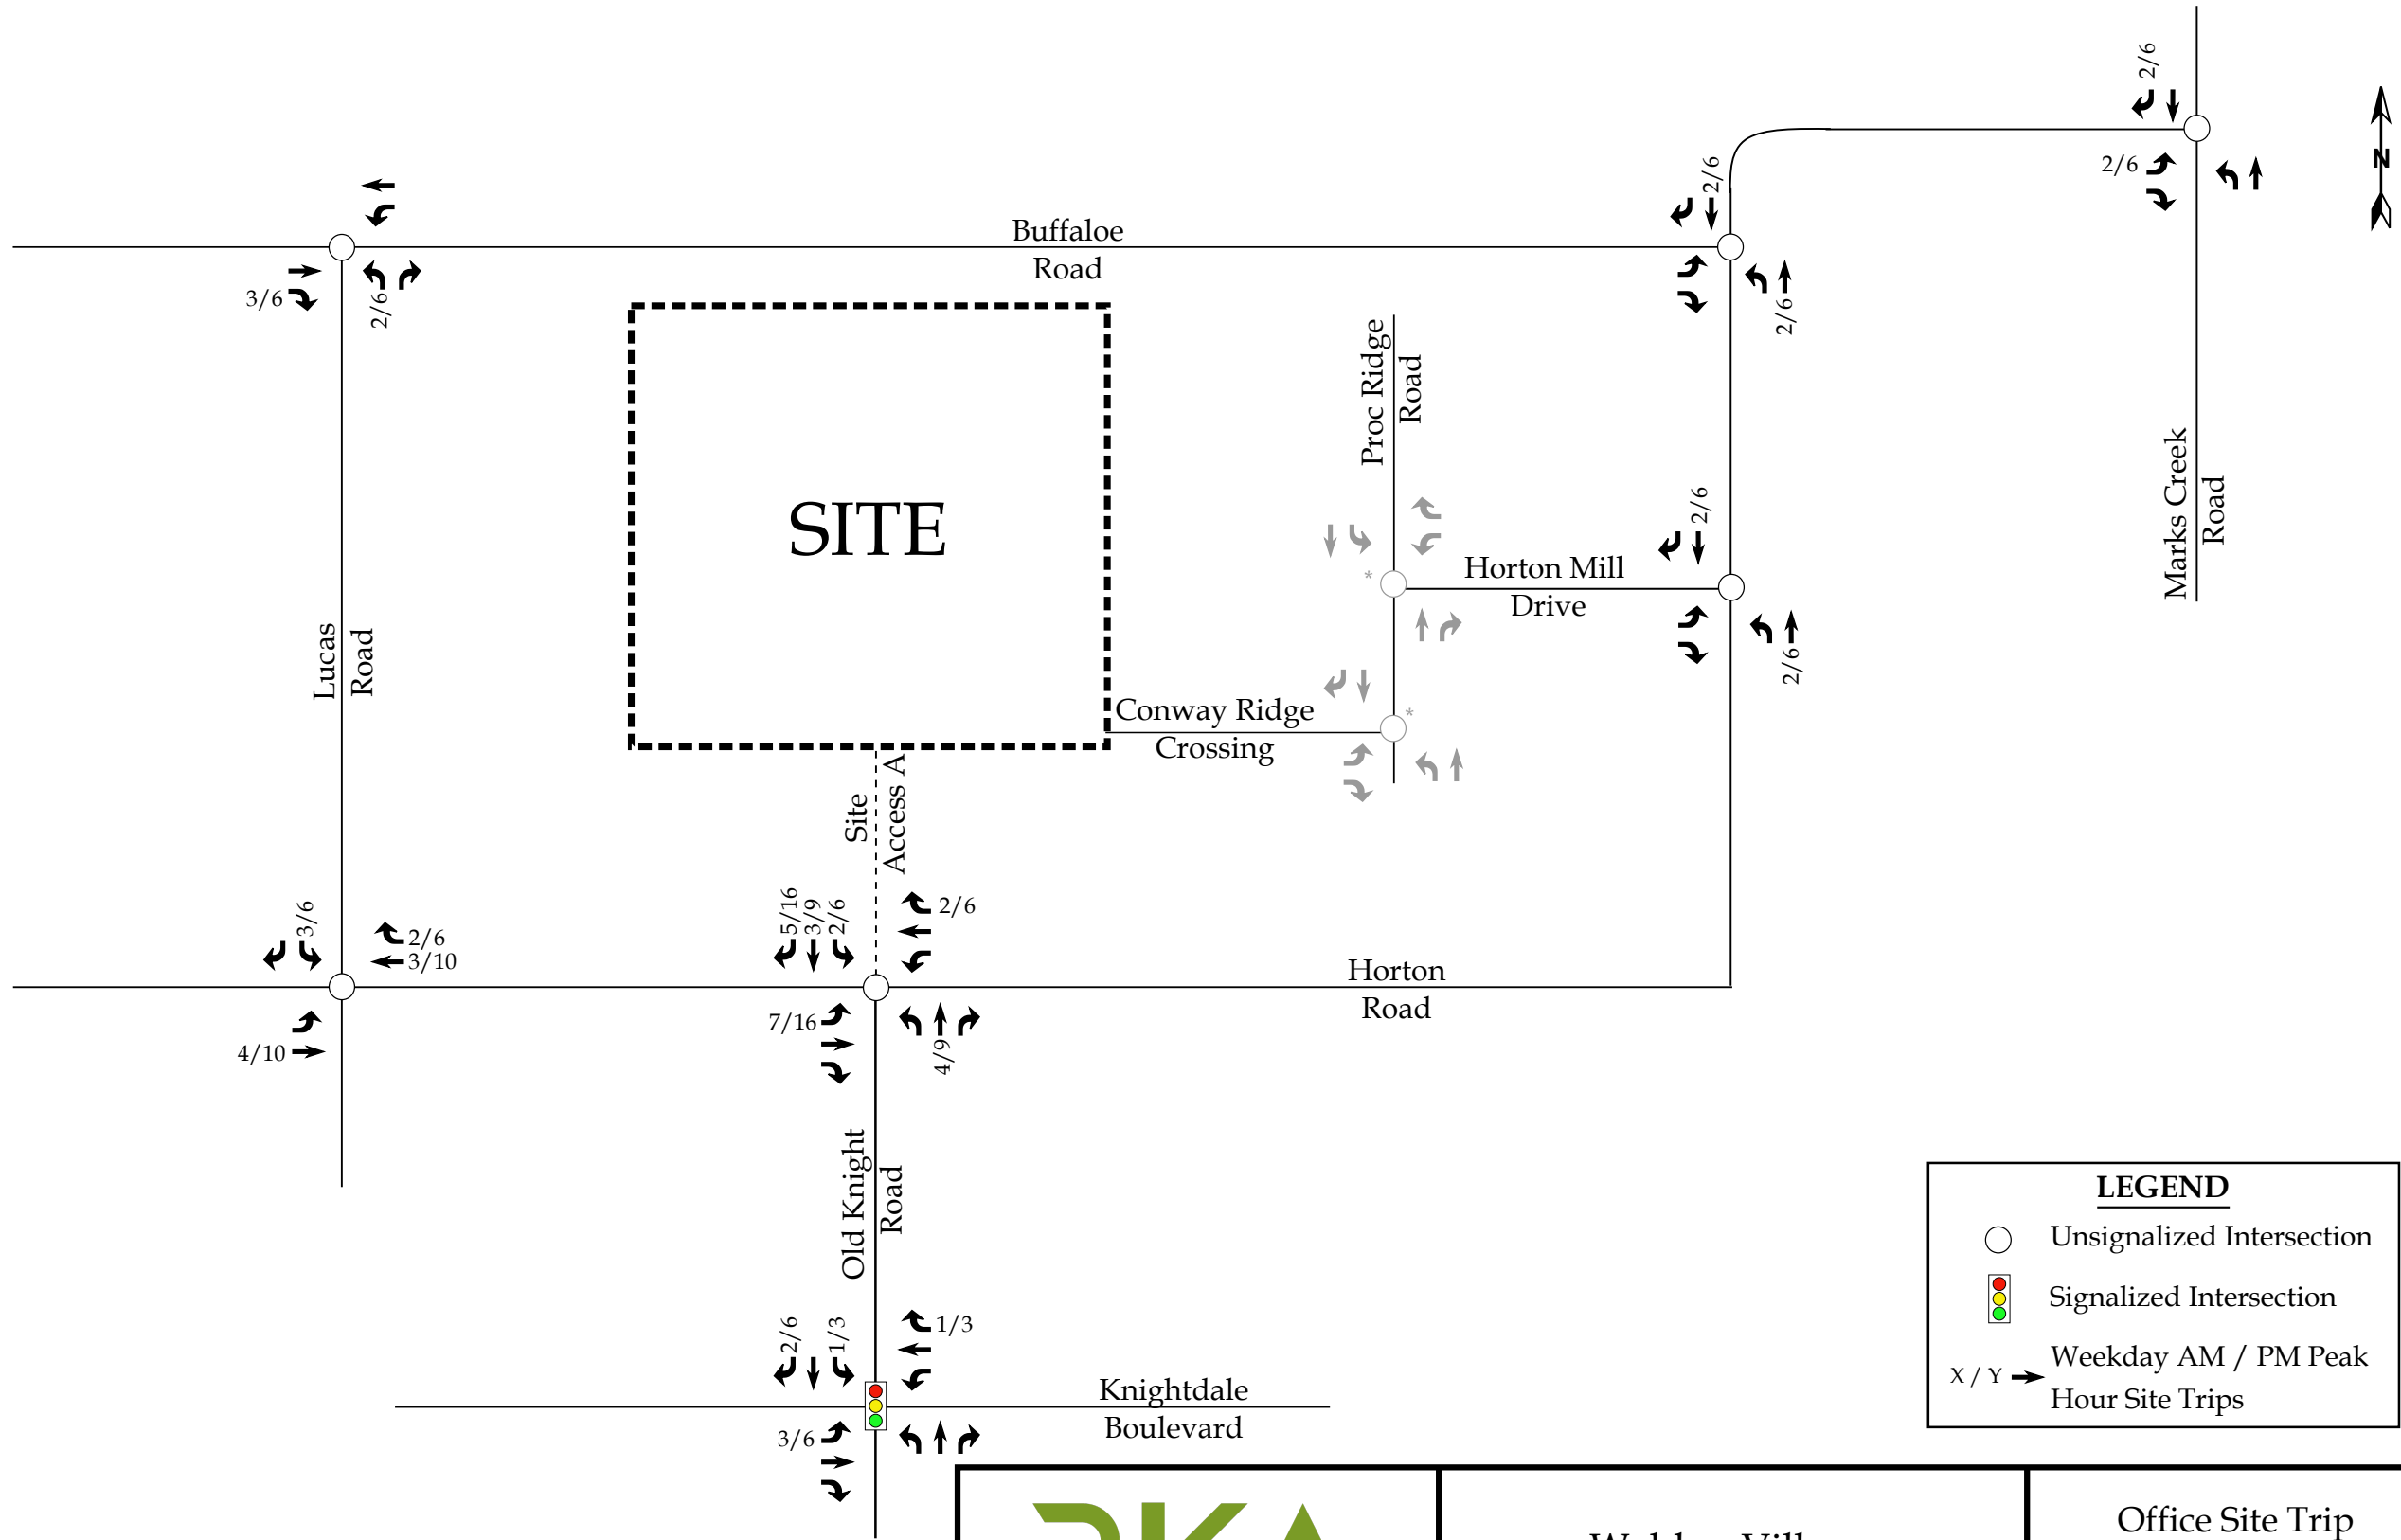 2/6
2/6
N
2/6
Buffaloe
Road
3/6
2/6
2/6
Proc Ridge
Road
SITE
2/6
Marks Creek
Road
*
Horton Mill
Drive
2/6
Lucas
Road
Conway Ridge
Crossing
*
Site
Access A
5/16
3/9
2/6
2/6
3/6
2/6
3/10
Horton
Road
7/16
4/9
4/10
Old Knight
Road
2/6
1/3
1/3
Knightdale
Boulevard
3/6
LEGEND
Unsignalized Intersection
Signalized Intersection
X / Y
Weekday AM / PM Peak
Hour Site Trips
Office Site Trip